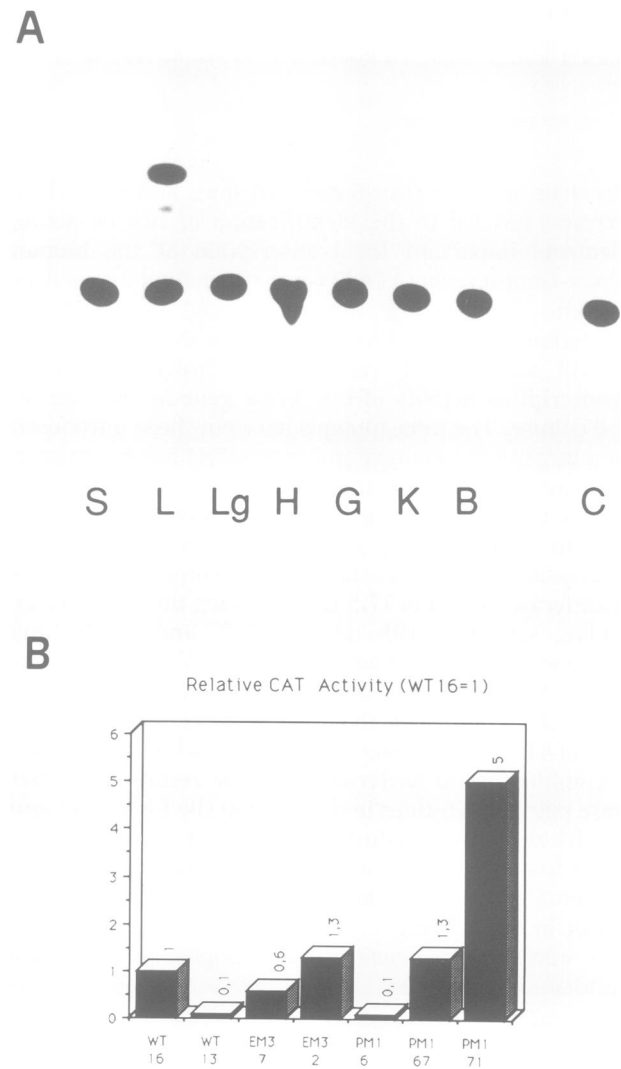 A
S L Lg H G K B C
B
Relative CAT Activity (WT16=1)
6
5
4
3
2
1
0
1
0,1
0,6
1,3
0,1
1,3
5
WT WT EM3 EM3 PM1 PM1 PM1
16 13 7 2 6 67 71